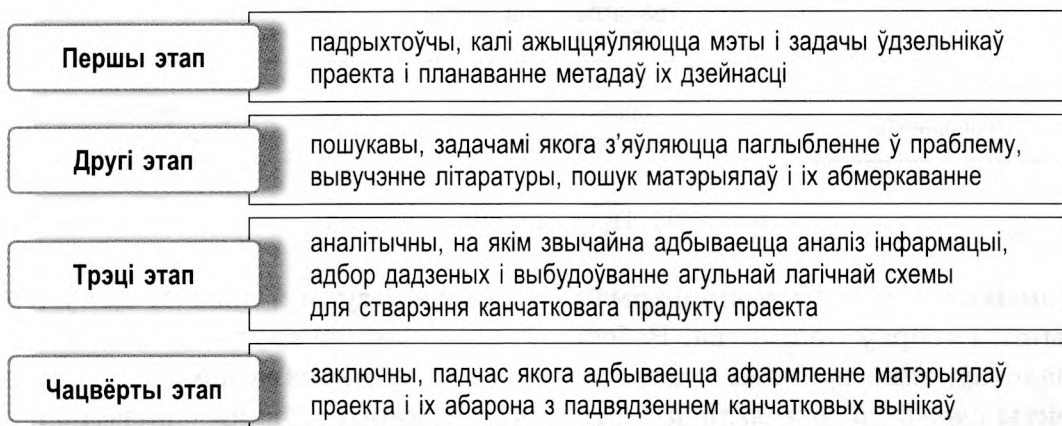 Першы этап
падрыхтоўчы, калі ажыццяўляюцца мэты і задачы ўдзельнікаў
праекта і планаванне метадаў іх дзейнасці
Другі этап
пошукавы, задачамі якога з'яўляюцца паглыбленне ў праблему,
вывучэнне літаратуры, пошук матэрыялаў і іх абмеркаванне
Трэці этап
аналітычны, на якім звычайна адбываецца аналіз інфармацыі,
адбор дадзеных і выбудоўванне агульнай лагічнай схемы
для стварэння канчатковага прадукту праекта
Чацвёрты этап
заключны, падчас якога адбываецца афармленне матэрыялаў
праекта і іх абарона з падвядзеннем канчатковых вынікаў